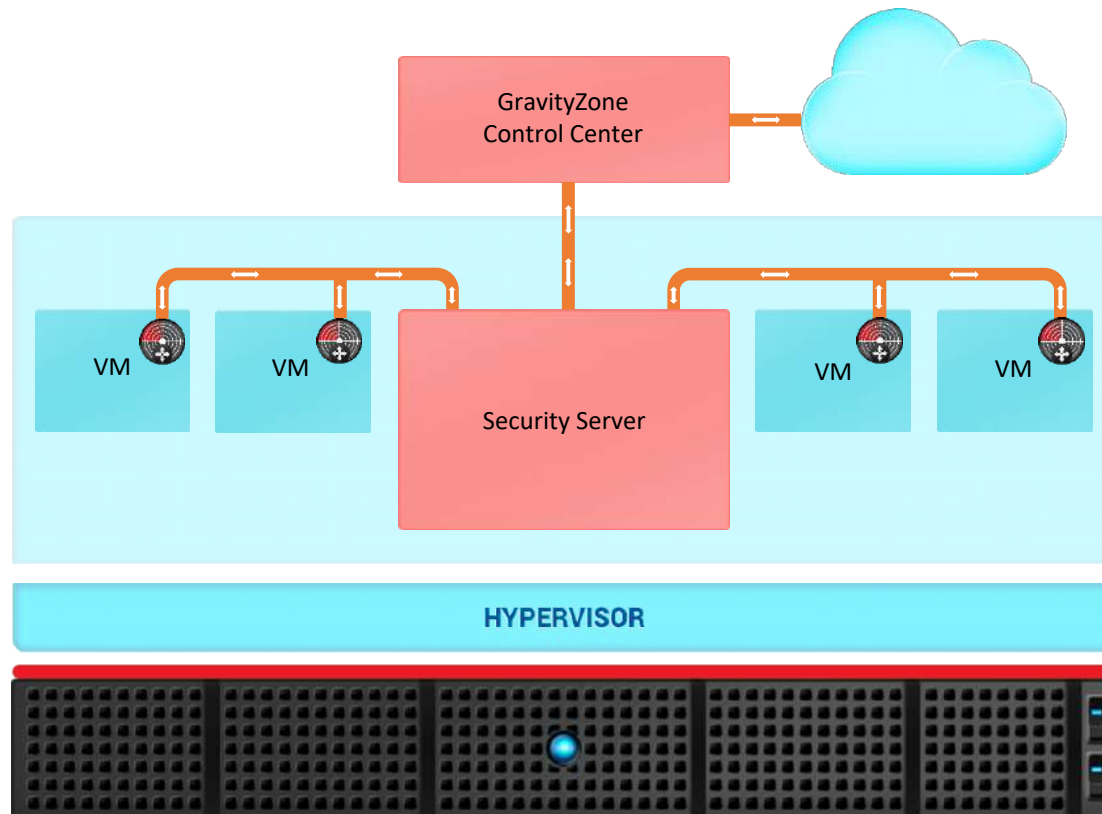 GravityZone
Control Center
VM
VM
VM
VM
Security Server
HYPERVISOR